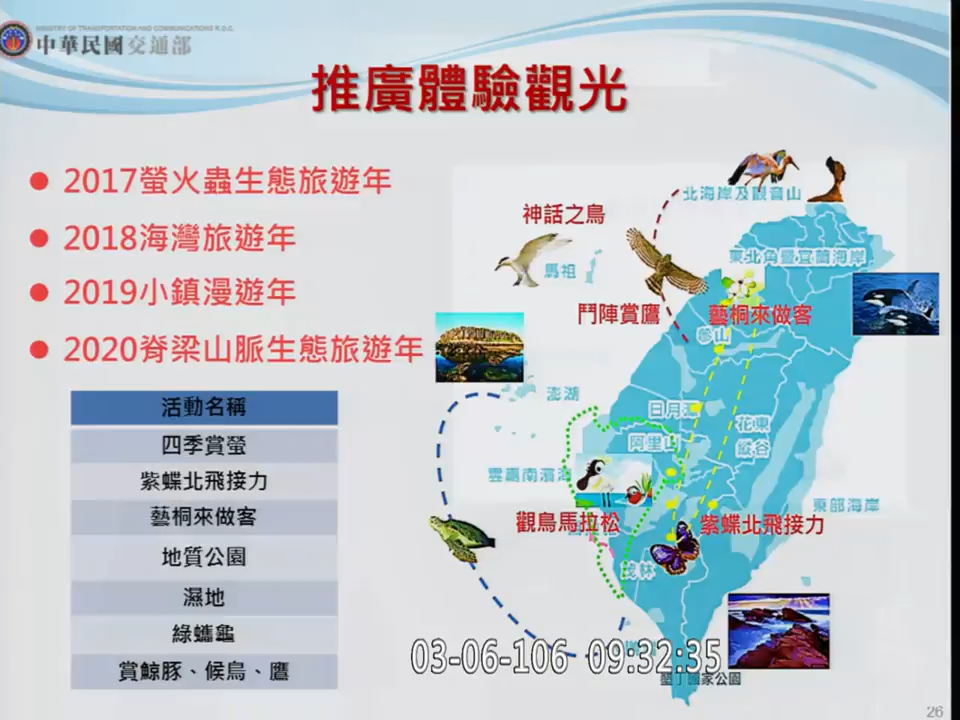 MINISTRY OF TRANSPORTATION AND COMMUNICATIONS R.O.C.
中華民國交通部
推廣體驗觀光
2017螢火蟲生態旅遊年
2018海灣旅遊年
2019小鎮漫遊年
2020脊梁山脈生態旅遊年
活動名稱
四季賞螢
紫蝶北飛接力
藝桐來做客
地質公園
濕地
綠蠵龜
賞鯨豚、候鳥、鷹
北海岸及觀音山
神話之鳥
東北角暨宜蘭海岸
馬祖
鬥陣賞鷹
藝桐來做客
參山
澎湖
日月潭
花東
縱谷
阿里山
雲嘉南濱海
東部海岸
觀鳥馬拉松
紫蝶北飛接力
茂林
03-06-106 09:32:35
墾丁國家公園
26